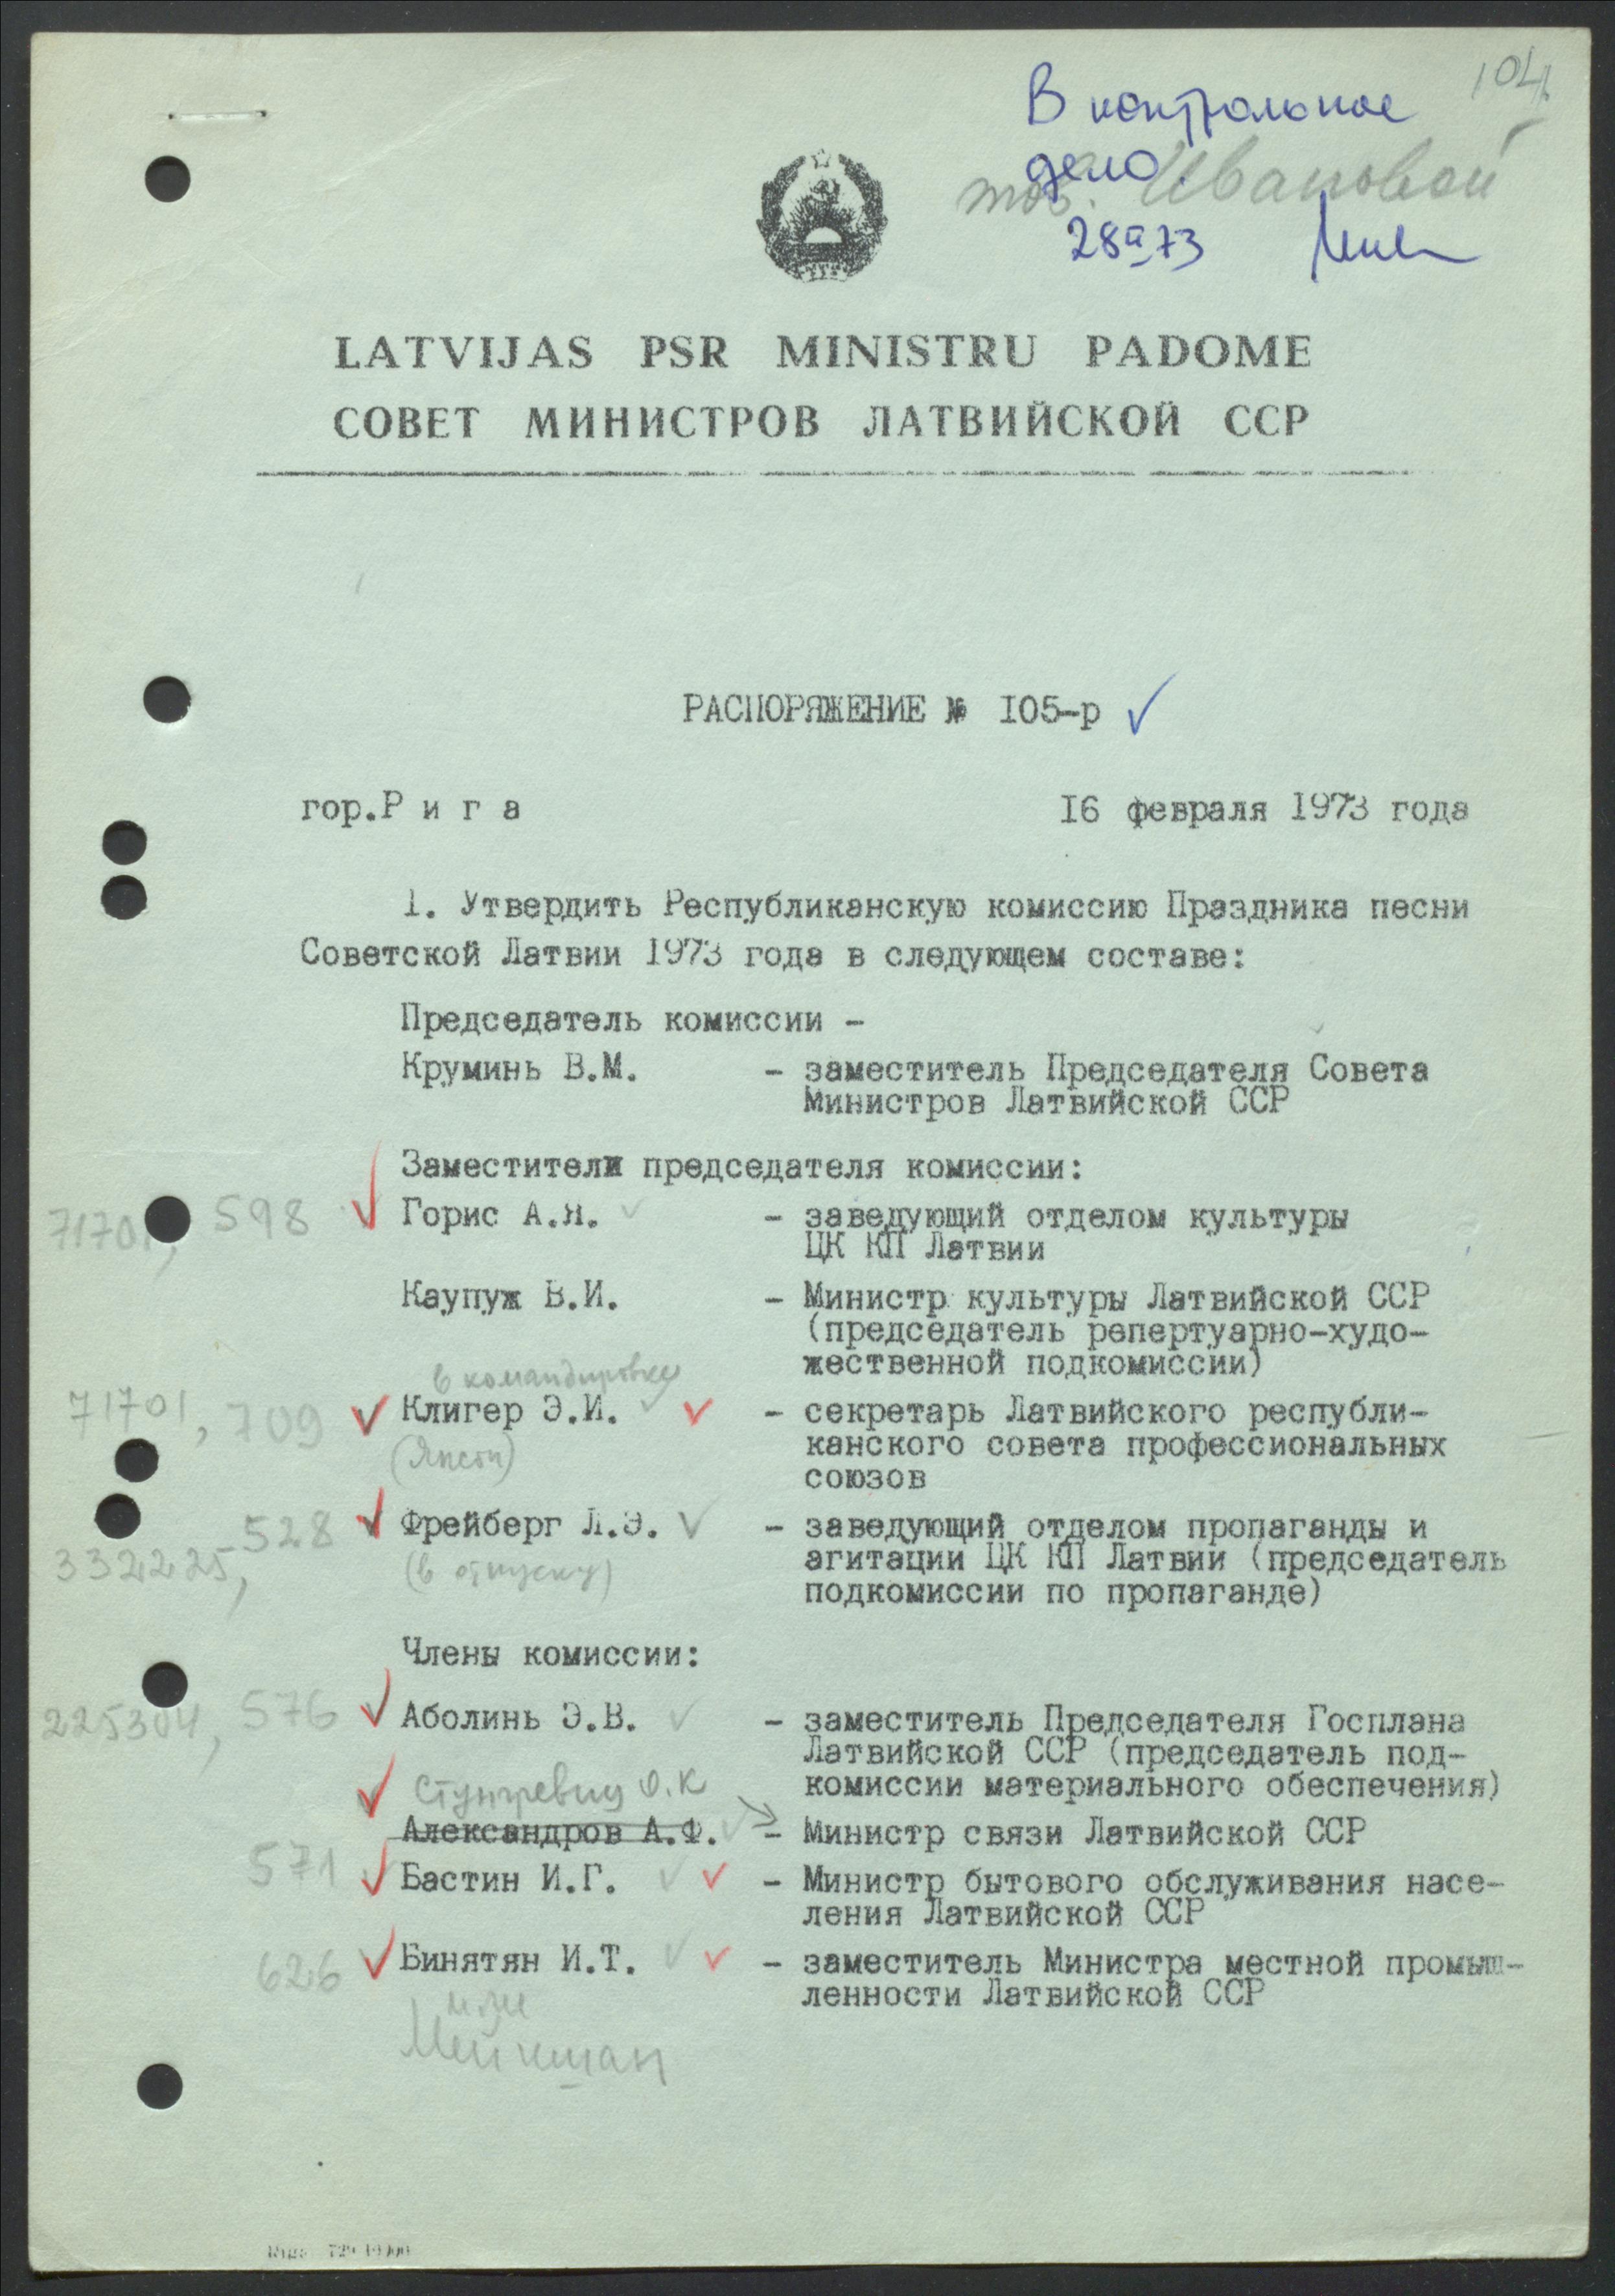 104
В контрольное
дело.
тов. Ивановой
LATVIJAS PSR MINISTRU PADOME
СОВЕТ МИНИСТРОВ ЛАТВИЙСКОЙ ССР
РАСПОРЯЖЕНИЕ № I05-р
гор.Р и г а I6 февраля 1973 года
1. Утвердить Республиканскую комиссию Праздника песни
Советской Латвии 1973 года в следующем составе:
Председатель комиссии -
Круминь В.М. - заместитель Председателя Совета
Министров Латвийской ССР
Заместители председателя комиссии:
71701, 598 Горис А.Я. - заведующий отделом культуры
ЦК КП Латвии
Каупуж В.И. - Министр культуры Латвийской ССР
(председатель репертуарно-худо-
жественной подкомиссии)
в командировке
71701, 709 Клигер Э.И. - секретарь Латвийского республи-
канского совета профессиональных
союзов
528 Фрейберг Л.Э. - заведующий отделом пропаганды и
332225, (в отпуску) агитации ЦК КП Латвии (председатель
подкомиссии по пропаганде)
Члены комиссии:
225304, 576 Аболинь Э.В. - заместитель Председателя Госплана
Латвийской ССР (председатель под-
комиссии материального обеспечения)
О.К
Александров А.Ф. - Министр связи Латвийской ССР
571 Бастин И.Г. - Министр бытового обслуживания насе-
ления Латвийской ССР
626 Бинятян И.Т. - заместитель Министра местной промыш-
ленности Латвийской ССР
или
Мейкшан